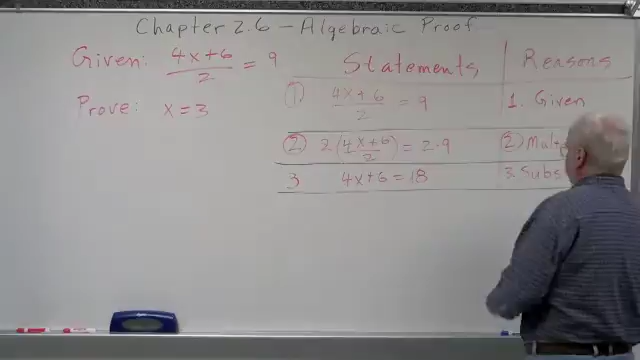 Chapter 2.6 - Algebraic Proof
Given: (4x+6)/2 = 9
Prove: x = 3
Statements Reasons
① (4x+6)/2 = 9 1. Given
② 2((4x+6)/2) = 2·9 ② Mult
3 4x+6 = 18 3. Subs